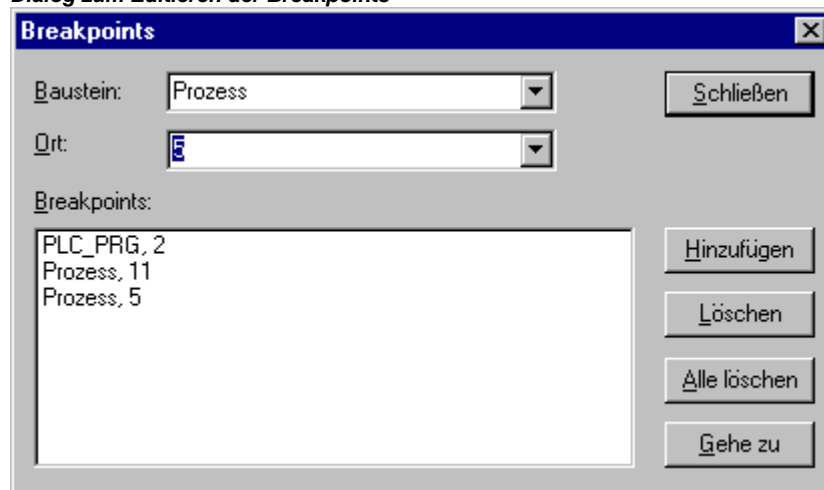 Dialog zum Editieren der Breakpoints
Breakpoints
Baustein: Prozess
Schließen
Ort: 5
Breakpoints:
PLC_PRG, 2
Prozess, 11
Prozess, 5
Hinzufügen
Löschen
Alle löschen
Gehe zu